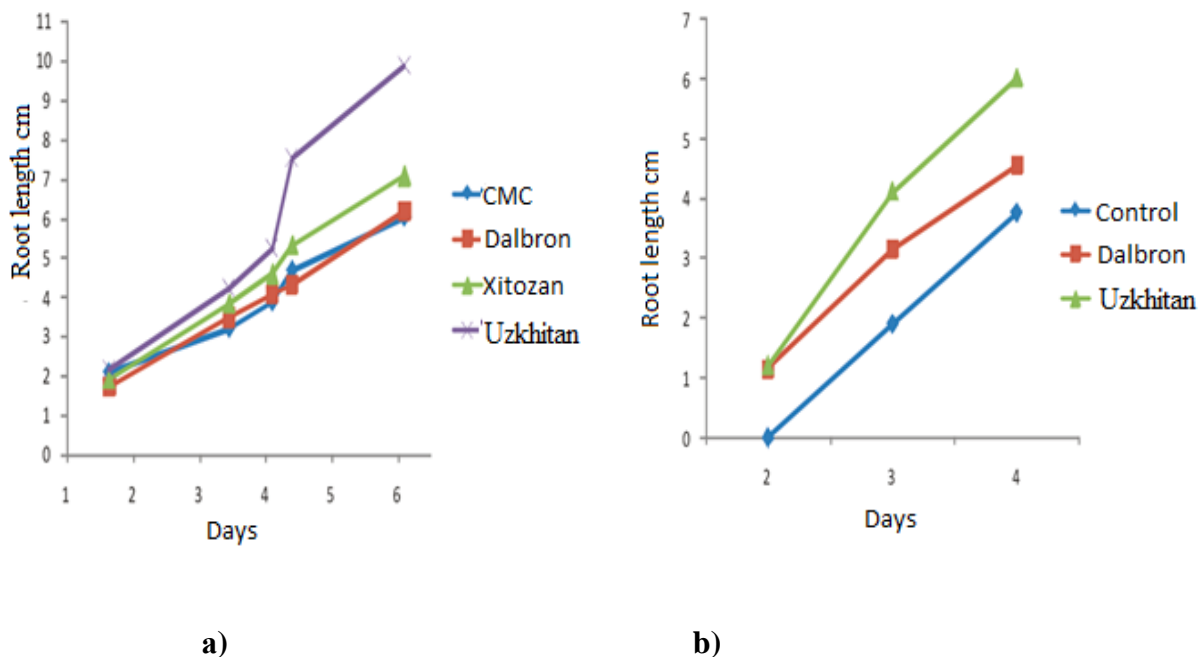 11
10
9
8
7
6
5
4
3
2
1
0
Root length cm
1 2 3 4 5 6
Days
CMC
Dalbron
Xitozan
'Uzkhitan
a)
7
6
5
4
3
2
1
0
Root length cm
2 3 4
Days
Control
Dalbron
Uzkhitan
b)